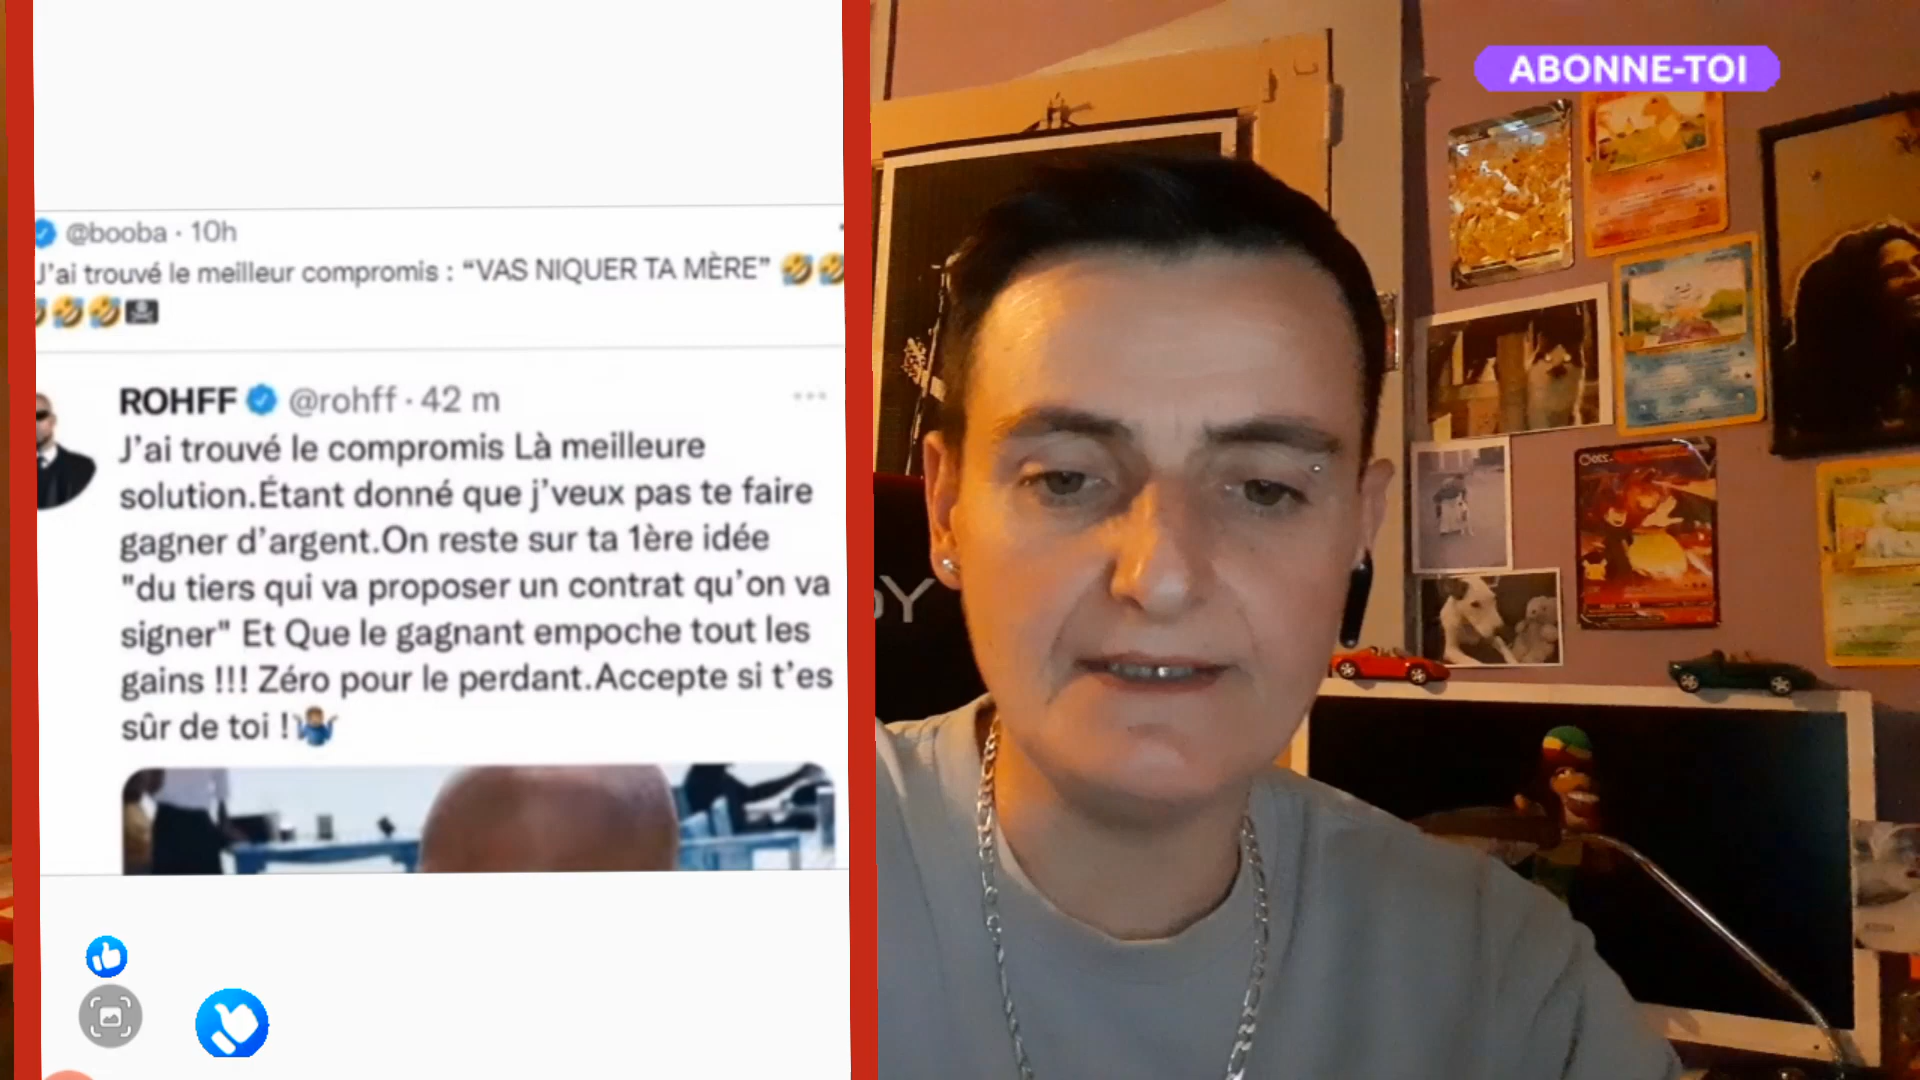 @booba · 10h
J'ai trouvé le meilleur compromis : “VAS NIQUER TA MÈRE” 🤣🤣
🤣🤣🤣🏴‍☠️
ROHFF @rohff · 42 m
J'ai trouvé le compromis Là meilleure
solution.Étant donné que j'veux pas te faire
gagner d'argent.On reste sur ta 1ère idée
"du tiers qui va proposer un contrat qu'on va
signer" Et Que le gagnant empoche tout les
gains !!! Zéro pour le perdant.Accepte si t'es
sûr de toi !🤷🏽‍♂️
ABONNE-TOI